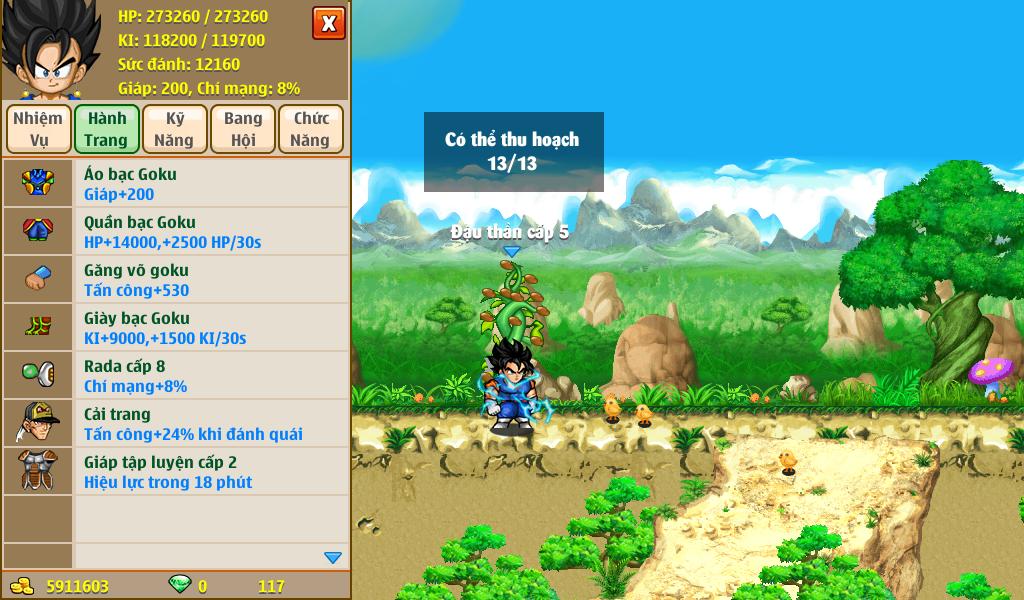 HP: 273260 / 273260
KI: 118200 / 119700
Sức đánh: 12160
Giáp: 200, Chí mạng: 8%
X
Nhiệm Vụ
Hành Trang
Kỹ Năng
Bang Hội
Chức Năng
Áo bạc Goku
Giáp+200
Quần bạc Goku
HP+14000,+2500 HP/30s
Găng võ goku
Tấn công+530
Giày bạc Goku
KI+9000,+1500 KI/30s
Rada cấp 8
Chí mạng+8%
Cải trang
Tấn công+24% khi đánh quái
Giáp tập luyện cấp 2
Hiệu lực trong 18 phút
5911603
0
117
Có thể thu hoạch
13/13
Đậu thần cấp 5